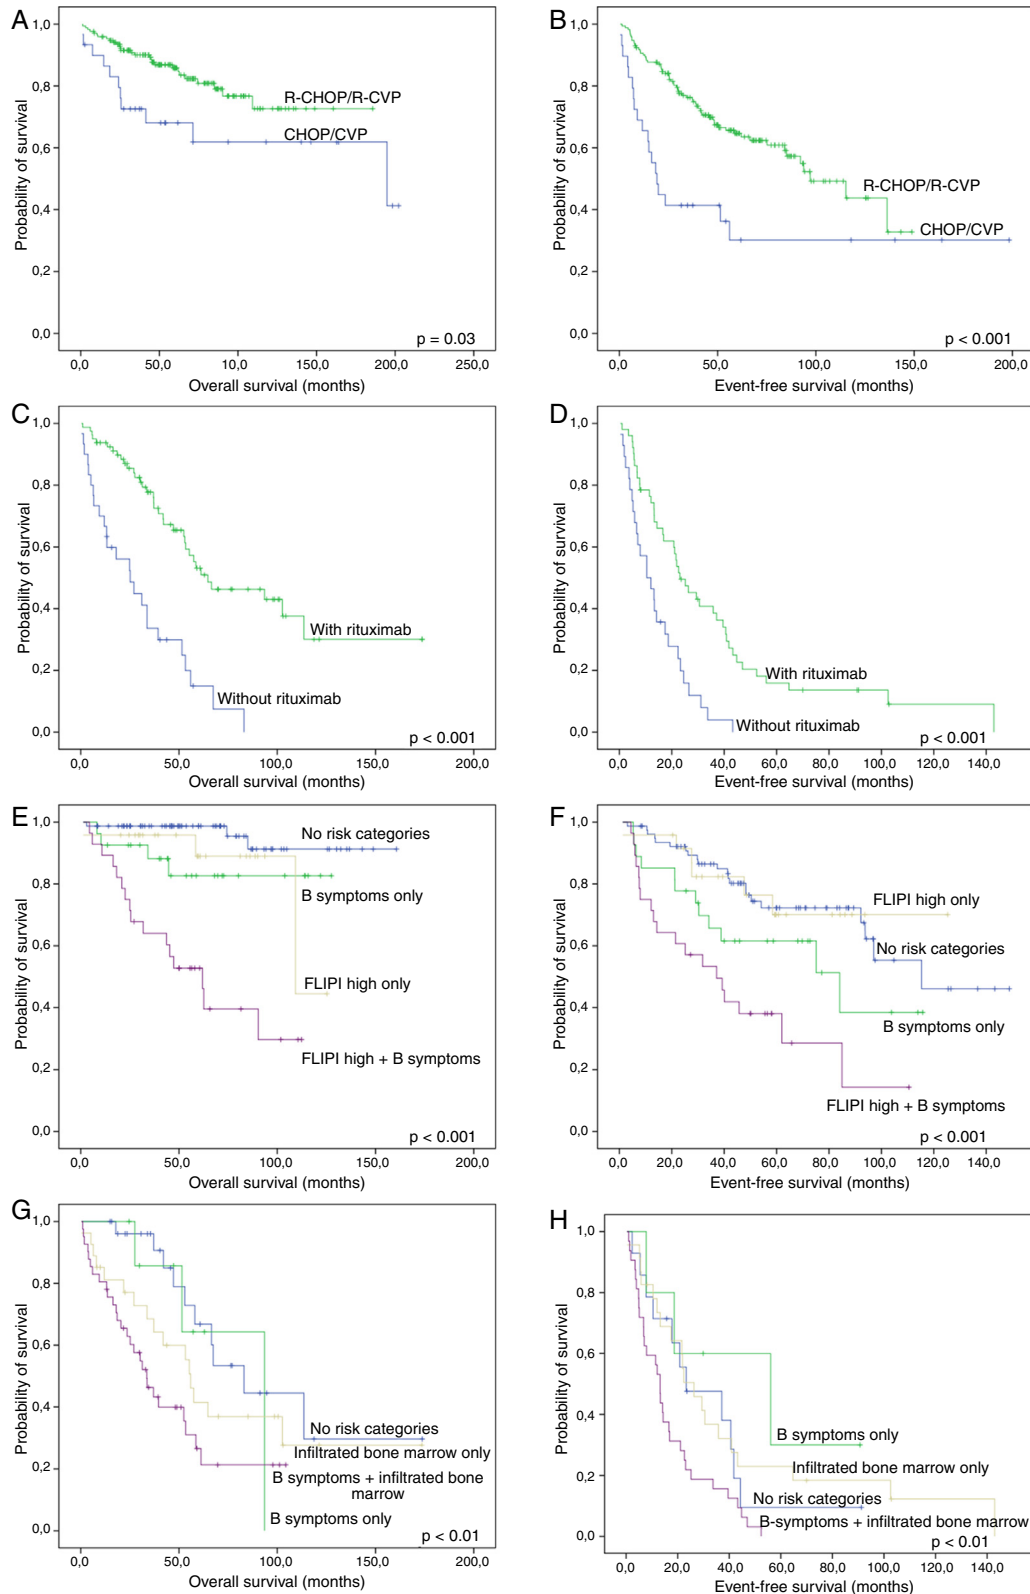 A
Probability of survival
1,0
0,8
0,6
0,4
0,2
0,0
R-CHOP/R-CVP
CHOP/CVP
p = 0.03
0,0 50,0 10,0 150,0 200,0 250,0
Overall survival (months)
B
Probability of survival
1,0
0,8
0,6
0,4
0,2
0,0
R-CHOP/R-CVP
CHOP/CVP
p < 0.001
0,0 50,0 100,0 150,0 200,0
Event-free survival (months)
C
Probability of survival
1,0
0,8
0,6
0,4
0,2
0,0
With rituximab
Without rituximab
p < 0.001
0,0 50,0 100,0 150,0 200,0
Overall survival (months)
D
Probability of survival
1,0
0,8
0,6
0,4
0,2
0,0
With rituximab
Without rituximab
p < 0.001
0,0 20,0 40,0 60,0 80,0 100,0 120,0 140,0
Event-free survival (months)
E
Probability of survival
1,0
0,8
0,6
0,4
0,2
0,0
No risk categories
B symptoms only
FLIPI high only
FLIPI high + B symptoms
p < 0.001
0,0 50,0 100,0 150,0 200,0
Overall survival (months)
F
Probability of survival
1,0
0,8
0,6
0,4
0,2
0,0
FLIPI high only
No risk categories
B symptoms only
FLIPI high + B symptoms
p < 0.001
0,0 20,0 40,0 60,0 80,0 100,0 120,0 140,0
Event-free survival (months)
G
Probability of survival
1,0
0,8
0,6
0,4
0,2
0,0
No risk categories
Infiltrated bone marrow only
B symptoms + infiltrated bone
marrow
B symptoms only
p < 0.01
0,0 50,0 100,0 150,0 200,0
Overall survival (months)
H
Probability of survival
1,0
0,8
0,6
0,4
0,2
0,0
B symptoms only
Infiltrated bone marrow only
No risk categories
B-symptoms + infiltrated bone marrow
p < 0.01
0,0 20,0 40,0 60,0 80,0 100,0 120,0 140,0
Event-free survival (months)